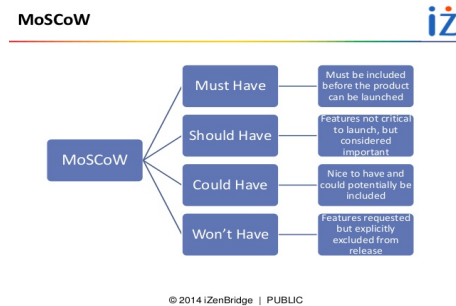 MoSCoW
iż
MoSCoW
Must Have
Must be included
before the product
can be launched
Should Have
Features not critical
to launch, but
considered
important
Could Have
Nice to have and
could potentially be
included
Won't Have
Features requested
but explicitly
excluded from
release
© 2014 iZenBridge | PUBLIC